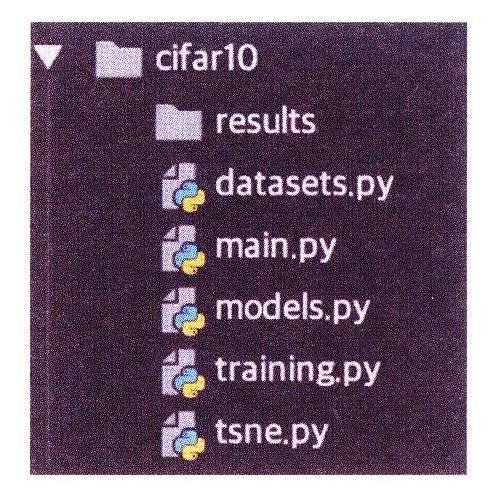 cifar10
results
datasets.py
main.py
models.py
training.py
tsne.py